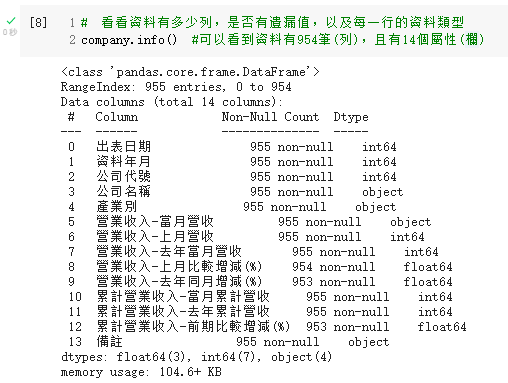 [8]
0秒
1 # 看看資料有多少列，是否有遺漏值，以及每一行的資料類型
2 company.info() #可以看到資料有954筆(列)，且有14個屬性(欄)
<class 'pandas.core.frame.DataFrame'>
RangeIndex: 955 entries, 0 to 954
Data columns (total 14 columns):
 #   Column          Non-Null Count  Dtype
---  ------          --------------  -----
 0   出表日期          955 non-null    int64
 1   資料年月          955 non-null    int64
 2   公司代號          955 non-null    int64
 3   公司名稱          955 non-null    object
 4   產業別           955 non-null    object
 5   營業收入-當月營收     955 non-null    object
 6   營業收入-上月營收     955 non-null    int64
 7   營業收入-去年當月營收   955 non-null    int64
 8   營業收入-上月比較增減(%)  954 non-null    float64
 9   營業收入-去年同月增減(%)  953 non-null    float64
 10  累計營業收入-當月累計營收  955 non-null    int64
 11  累計營業收入-去年累計營收  955 non-null    int64
 12  累計營業收入-前期比較增減(%)  953 non-null    float64
 13  備註            955 non-null    object
dtypes: float64(3), int64(7), object(4)
memory usage: 104.6+ KB